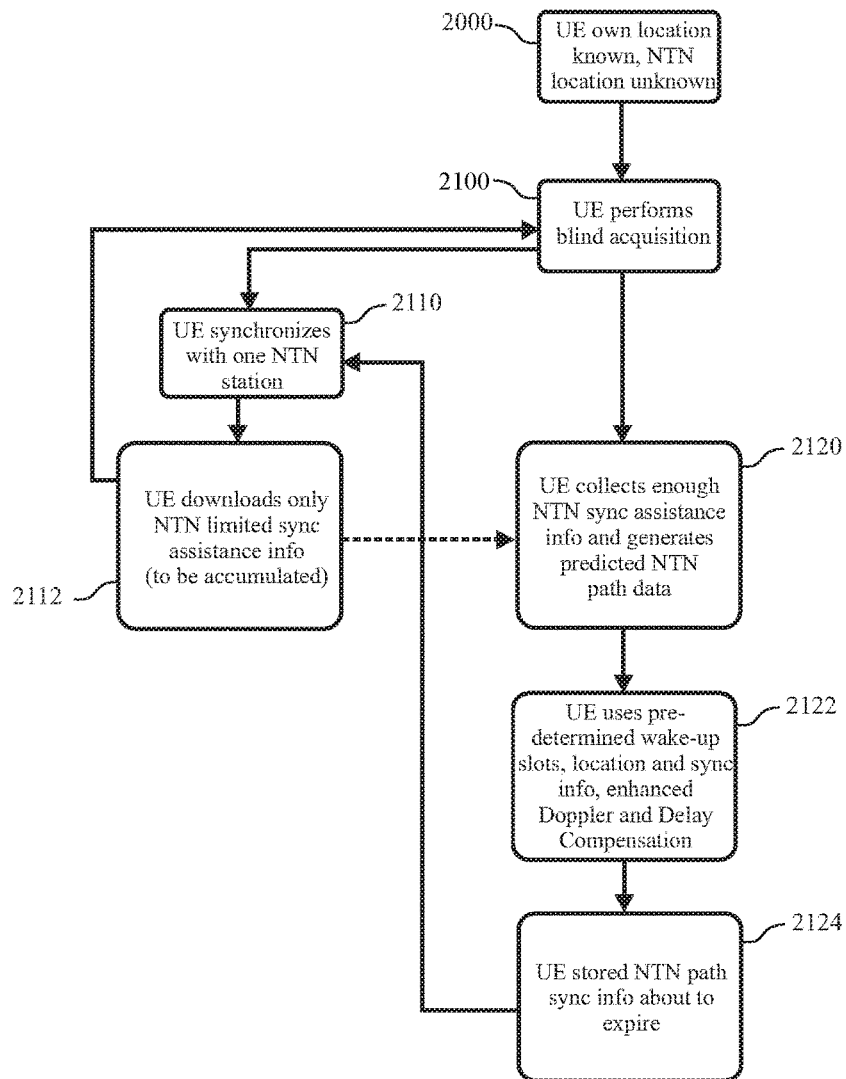 2000
UE own location
known, NTN
location unknown
2100
UE performs
blind acquisition
2110
UE synchronizes
with one NTN
station
2120
UE downloads only
NTN limited sync
assistance info
(to be accumulated)
2112
UE collects enough
NTN sync assistance
info and generates
predicted NTN
path data
2122
UE uses pre-
determined wake-up
slots, location and sync
info, enhanced
Doppler and Delay
Compensation
2124
UE stored NTN path
sync info about to
expire